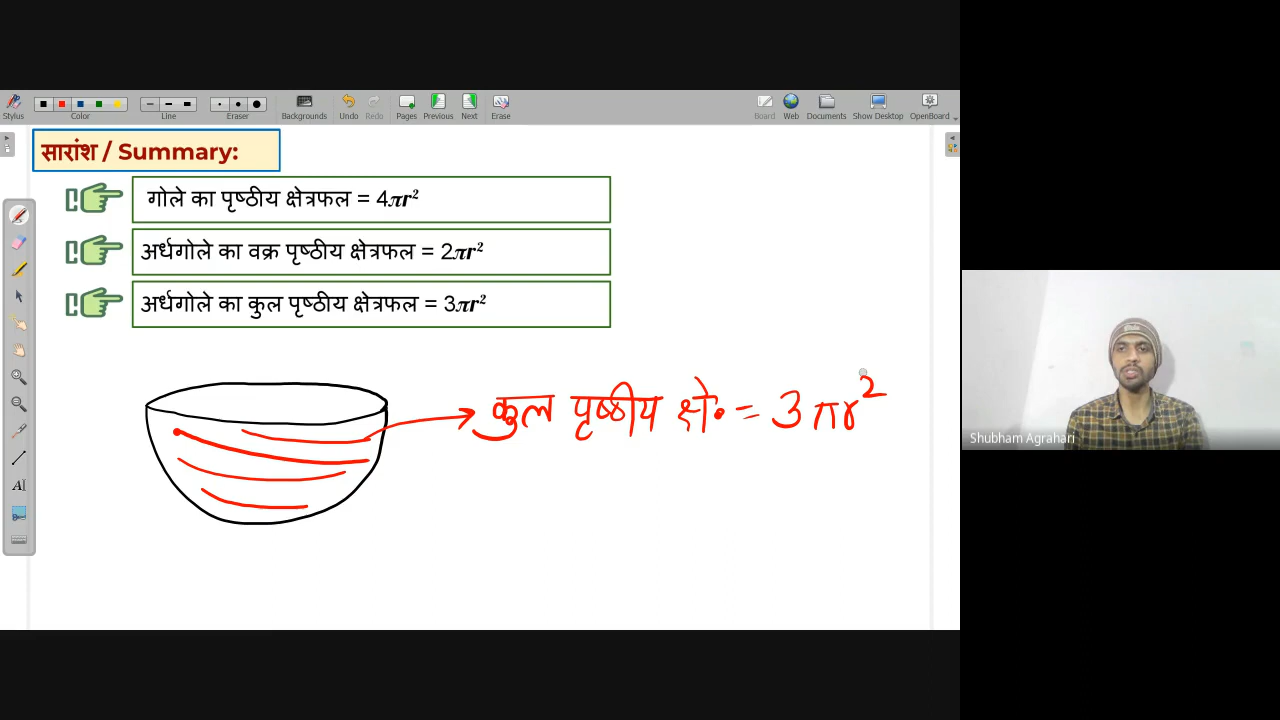 Stylus
Color
Line
Eraser
Backgrounds
Undo
Redo
Pages
Previous
Next
Erase
Board
Web
Documents
Show Desktop
OpenBoard
सारांश / Summary:
गोले का पृष्ठीय क्षेत्रफल = 4πr²
अर्धगोले का वक्र पृष्ठीय क्षेत्रफल = 2πr²
अर्धगोले का कुल पृष्ठीय क्षेत्रफल = 3πr²
कुल पृष्ठीय क्षे॰ = 3πr²
Shubham Agrahari